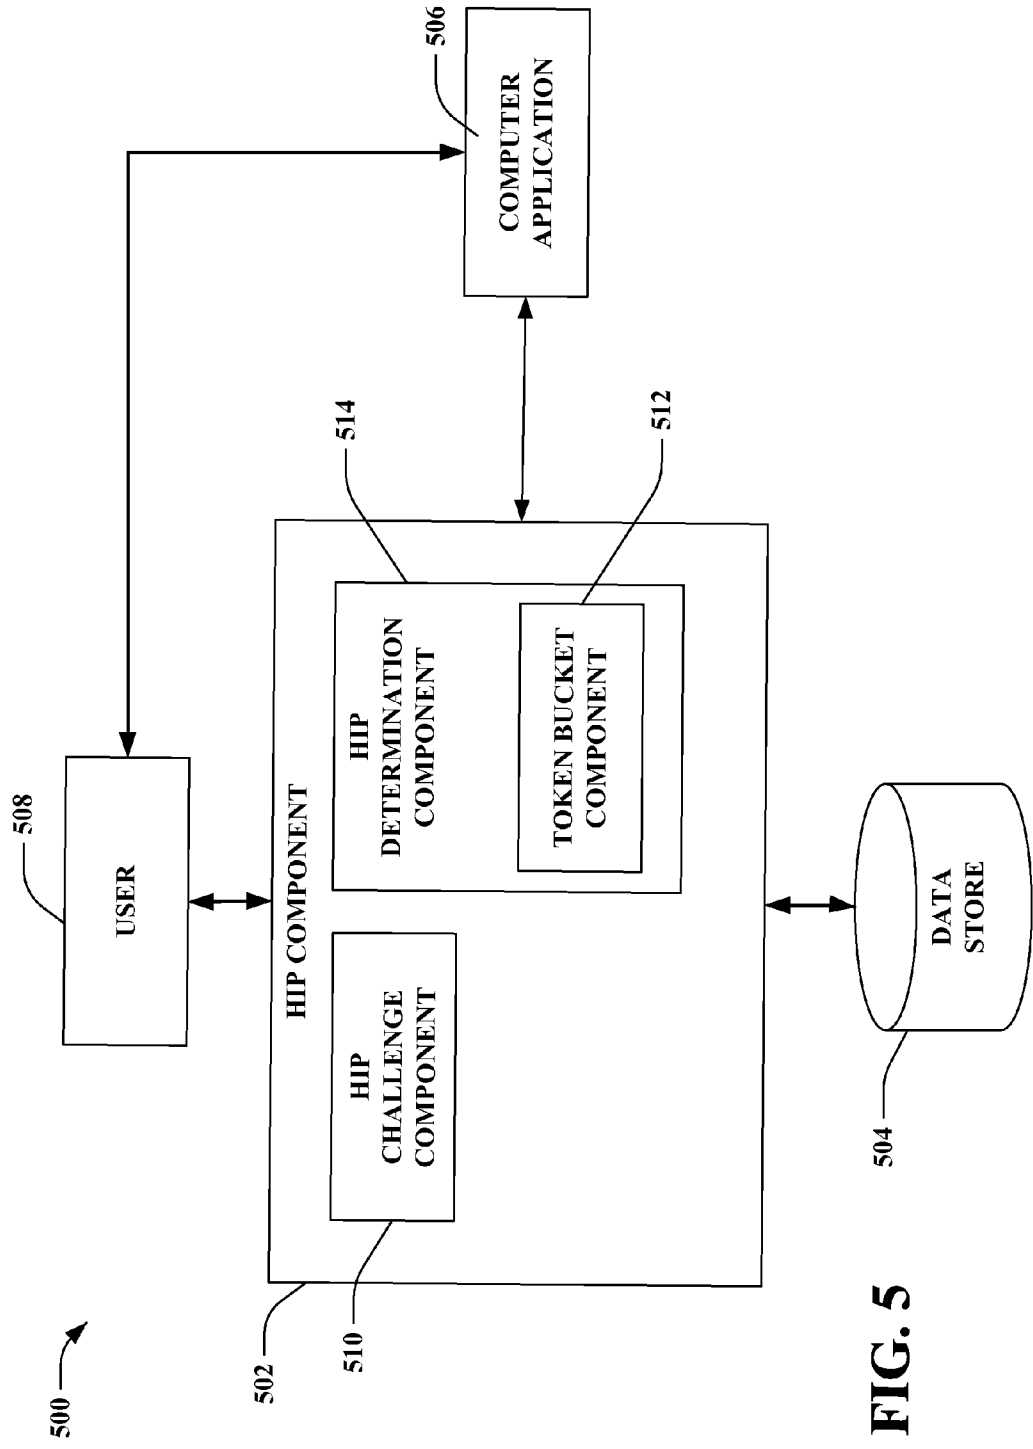 500
508
USER
506
COMPUTER
APPLICATION
502
HIP COMPONENT
510
HIP
CHALLENGE
COMPONENT
514
HIP
DETERMINATION
COMPONENT
512
TOKEN BUCKET
COMPONENT
504
DATA
STORE
FIG. 5